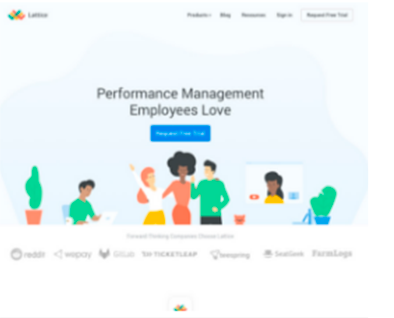 Lattice Products Blog Resources Sign in Request Free Trial
Performance Management
Employees Love
Request Free Trial
Forward Thinking Companies Choose Lattice
reddit wepay GitLab TICKETLEAP teespring SeatGeek FarmLogs